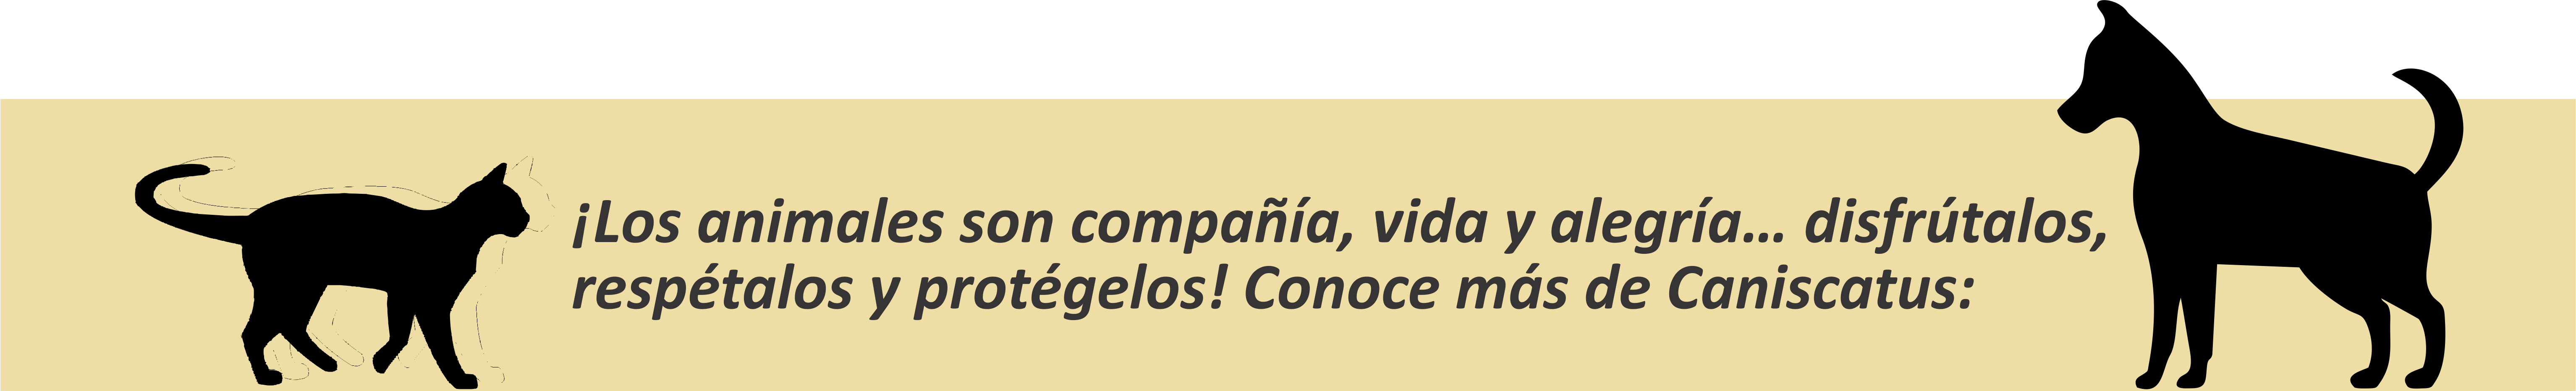 ¡Los animales son compañía, vida y alegría... disfrútalos,
respétalos y protégelos! Conoce más de Caniscatus: